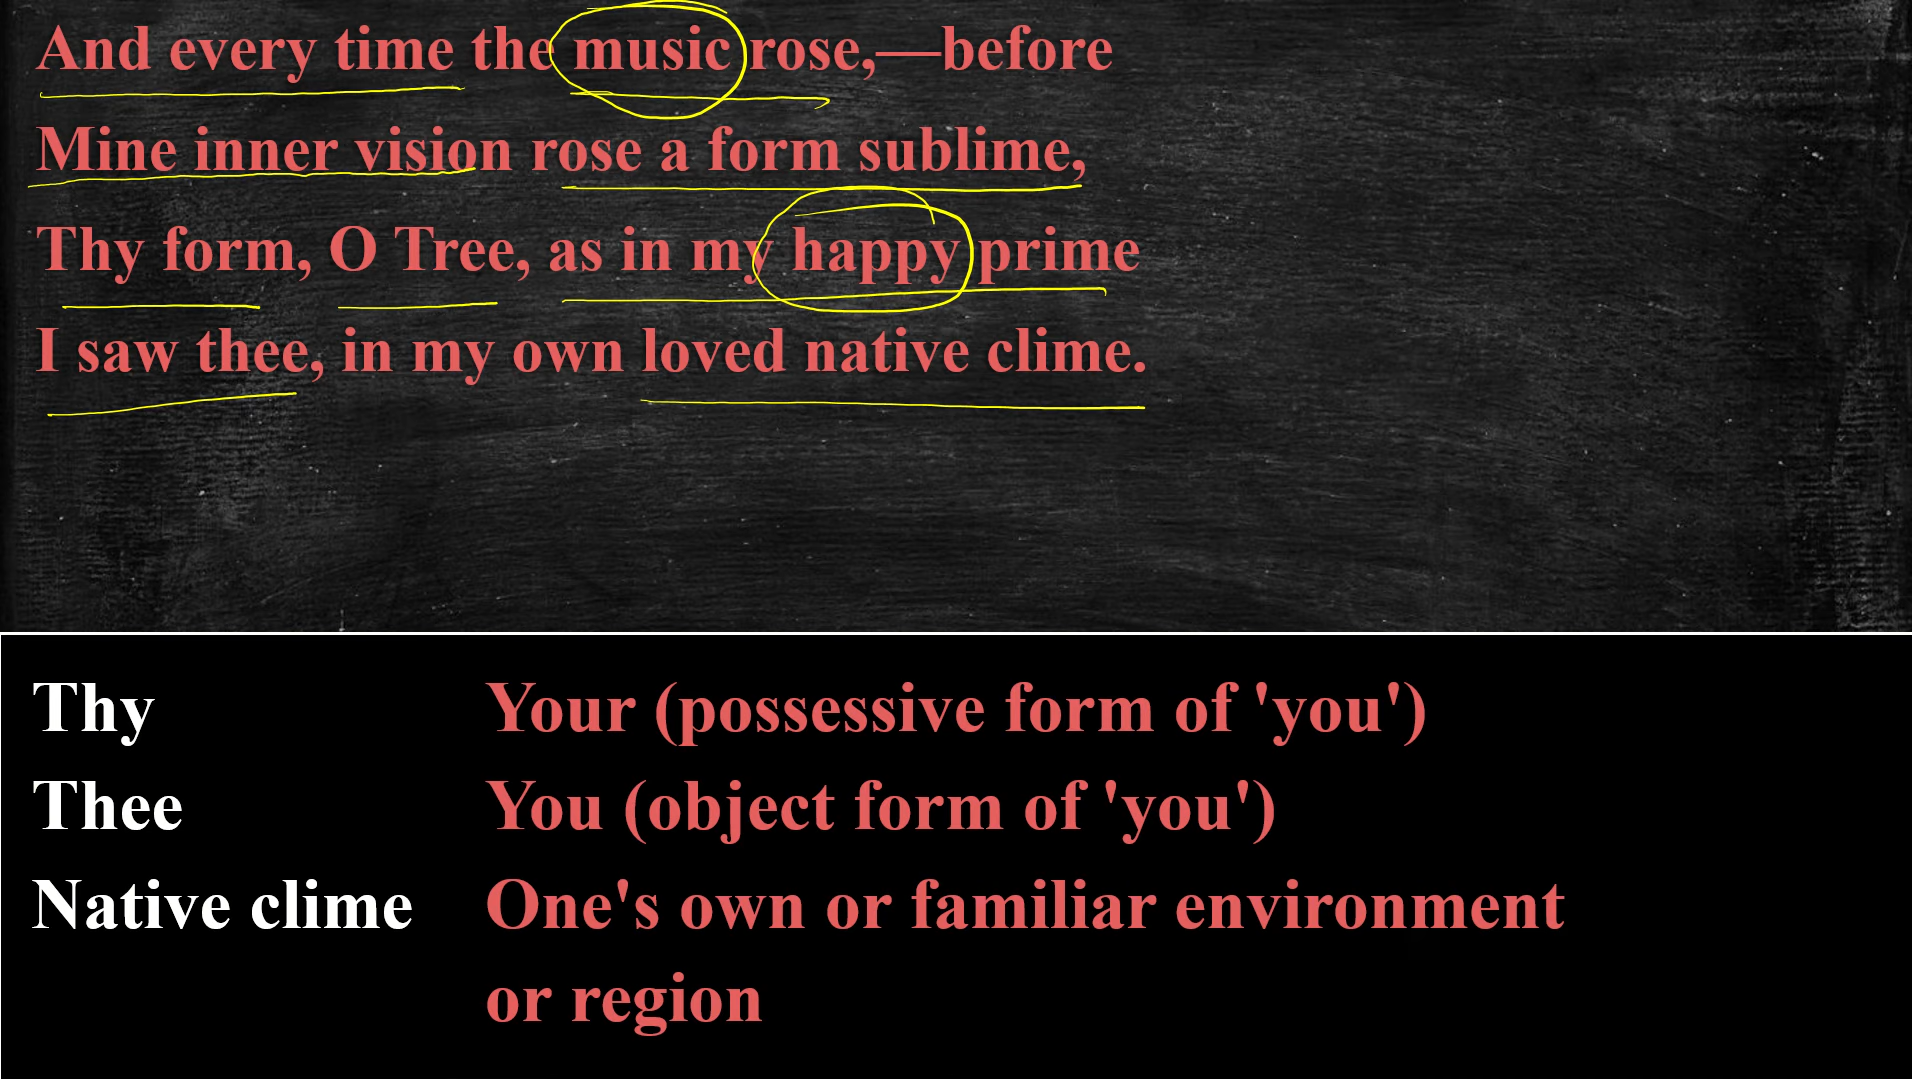 And every time the music rose,—before
Mine inner vision rose a form sublime,
Thy form, O Tree, as in my happy prime
I saw thee, in my own loved native clime.
Thy Your (possessive form of 'you')
Thee You (object form of 'you')
Native clime One's own or familiar environment
or region